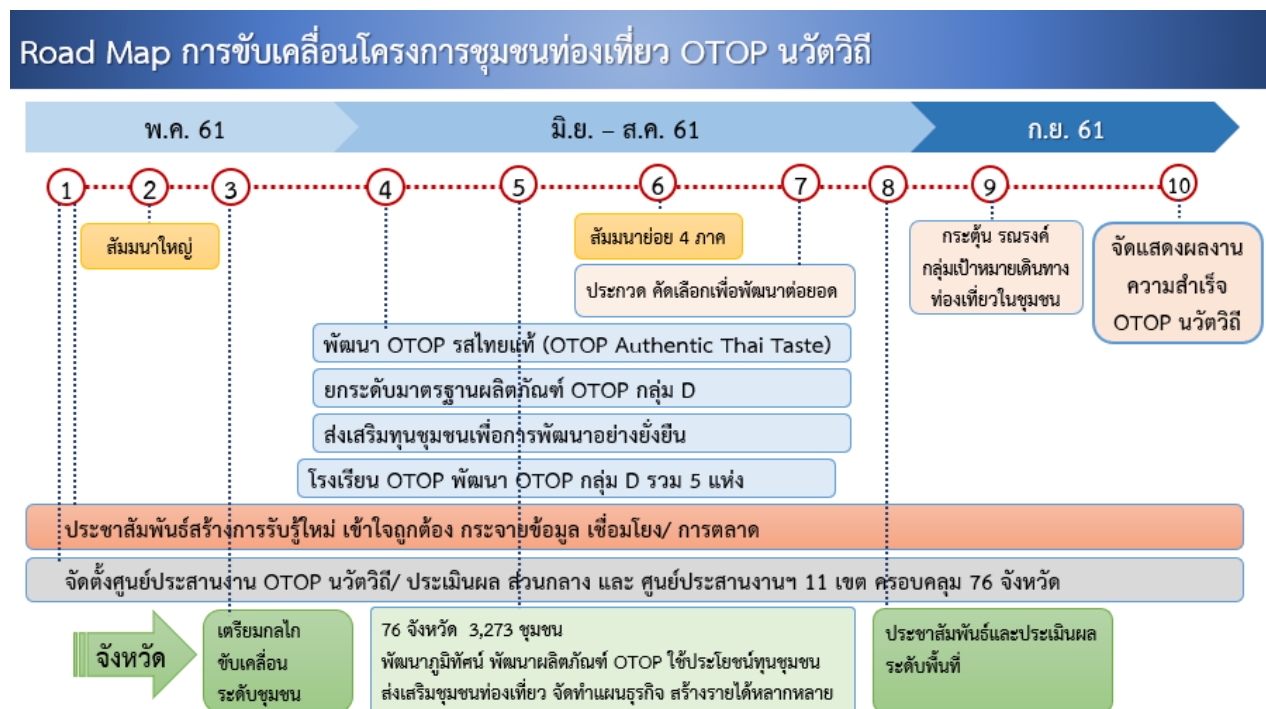 Road Map การขับเคลื่อนโครงการชุมชนท่องเที่ยว OTOP นวัตวิถี
พ.ค. 61
มิ.ย. – ส.ค. 61
ก.ย. 61
1
2
3
4
5
6
7
8
9
10
สัมมนาใหญ่
สัมมนาย่อย 4 ภาค
ประกวด คัดเลือกเพื่อพัฒนาต่อยอด
กระตุ้น รณรงค์
กลุ่มเป้าหมายเดินทาง
ท่องเที่ยวในชุมชน
จัดแสดงผลงาน
ความสำเร็จ
OTOP นวัตวิถี
พัฒนา OTOP รสไทยแท้ (OTOP Authentic Thai Taste)
ยกระดับมาตรฐานผลิตภัณฑ์ OTOP กลุ่ม D
ส่งเสริมทุนชุมชนเพื่อการพัฒนาอย่างยั่งยืน
โรงเรียน OTOP พัฒนา OTOP กลุ่ม D รวม 5 แห่ง
ประชาสัมพันธ์สร้างการรับรู้ใหม่ เข้าใจถูกต้อง กระจายข้อมูล เชื่อมโยง/ การตลาด
จัดตั้งศูนย์ประสานงาน OTOP นวัตวิถี/ ประเมินผล ส่วนกลาง และ ศูนย์ประสานงานฯ 11 เขต ครอบคลุม 76 จังหวัด
จังหวัด
เตรียมกลไก
ขับเคลื่อน
ระดับชุมชน
76 จังหวัด 3,273 ชุมชน
พัฒนาภูมิทัศน์ พัฒนาผลิตภัณฑ์ OTOP ใช้ประโยชน์ทุนชุมชน
ส่งเสริมชุมชนท่องเที่ยว จัดทำแผนธุรกิจ สร้างรายได้หลากหลาย
ประชาสัมพันธ์และประเมินผล
ระดับพื้นที่